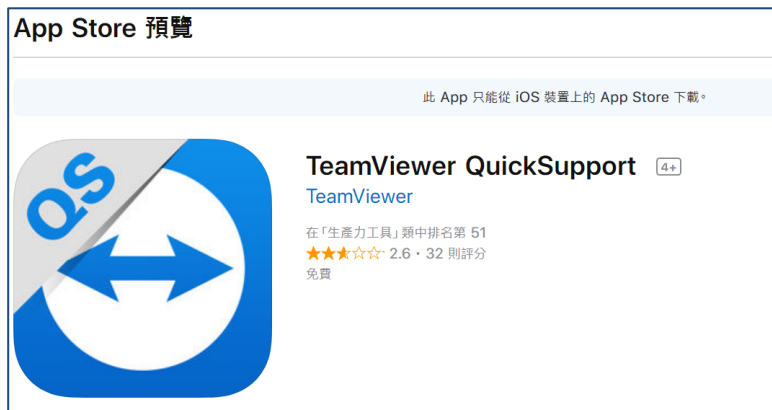 App Store 預覽
此 App 只能從 iOS 裝置上的 App Store 下載。
QS
TeamViewer QuickSupport 4+
TeamViewer
在「生產力工具」類中排名第 51
2.6 • 32 則評分
免費